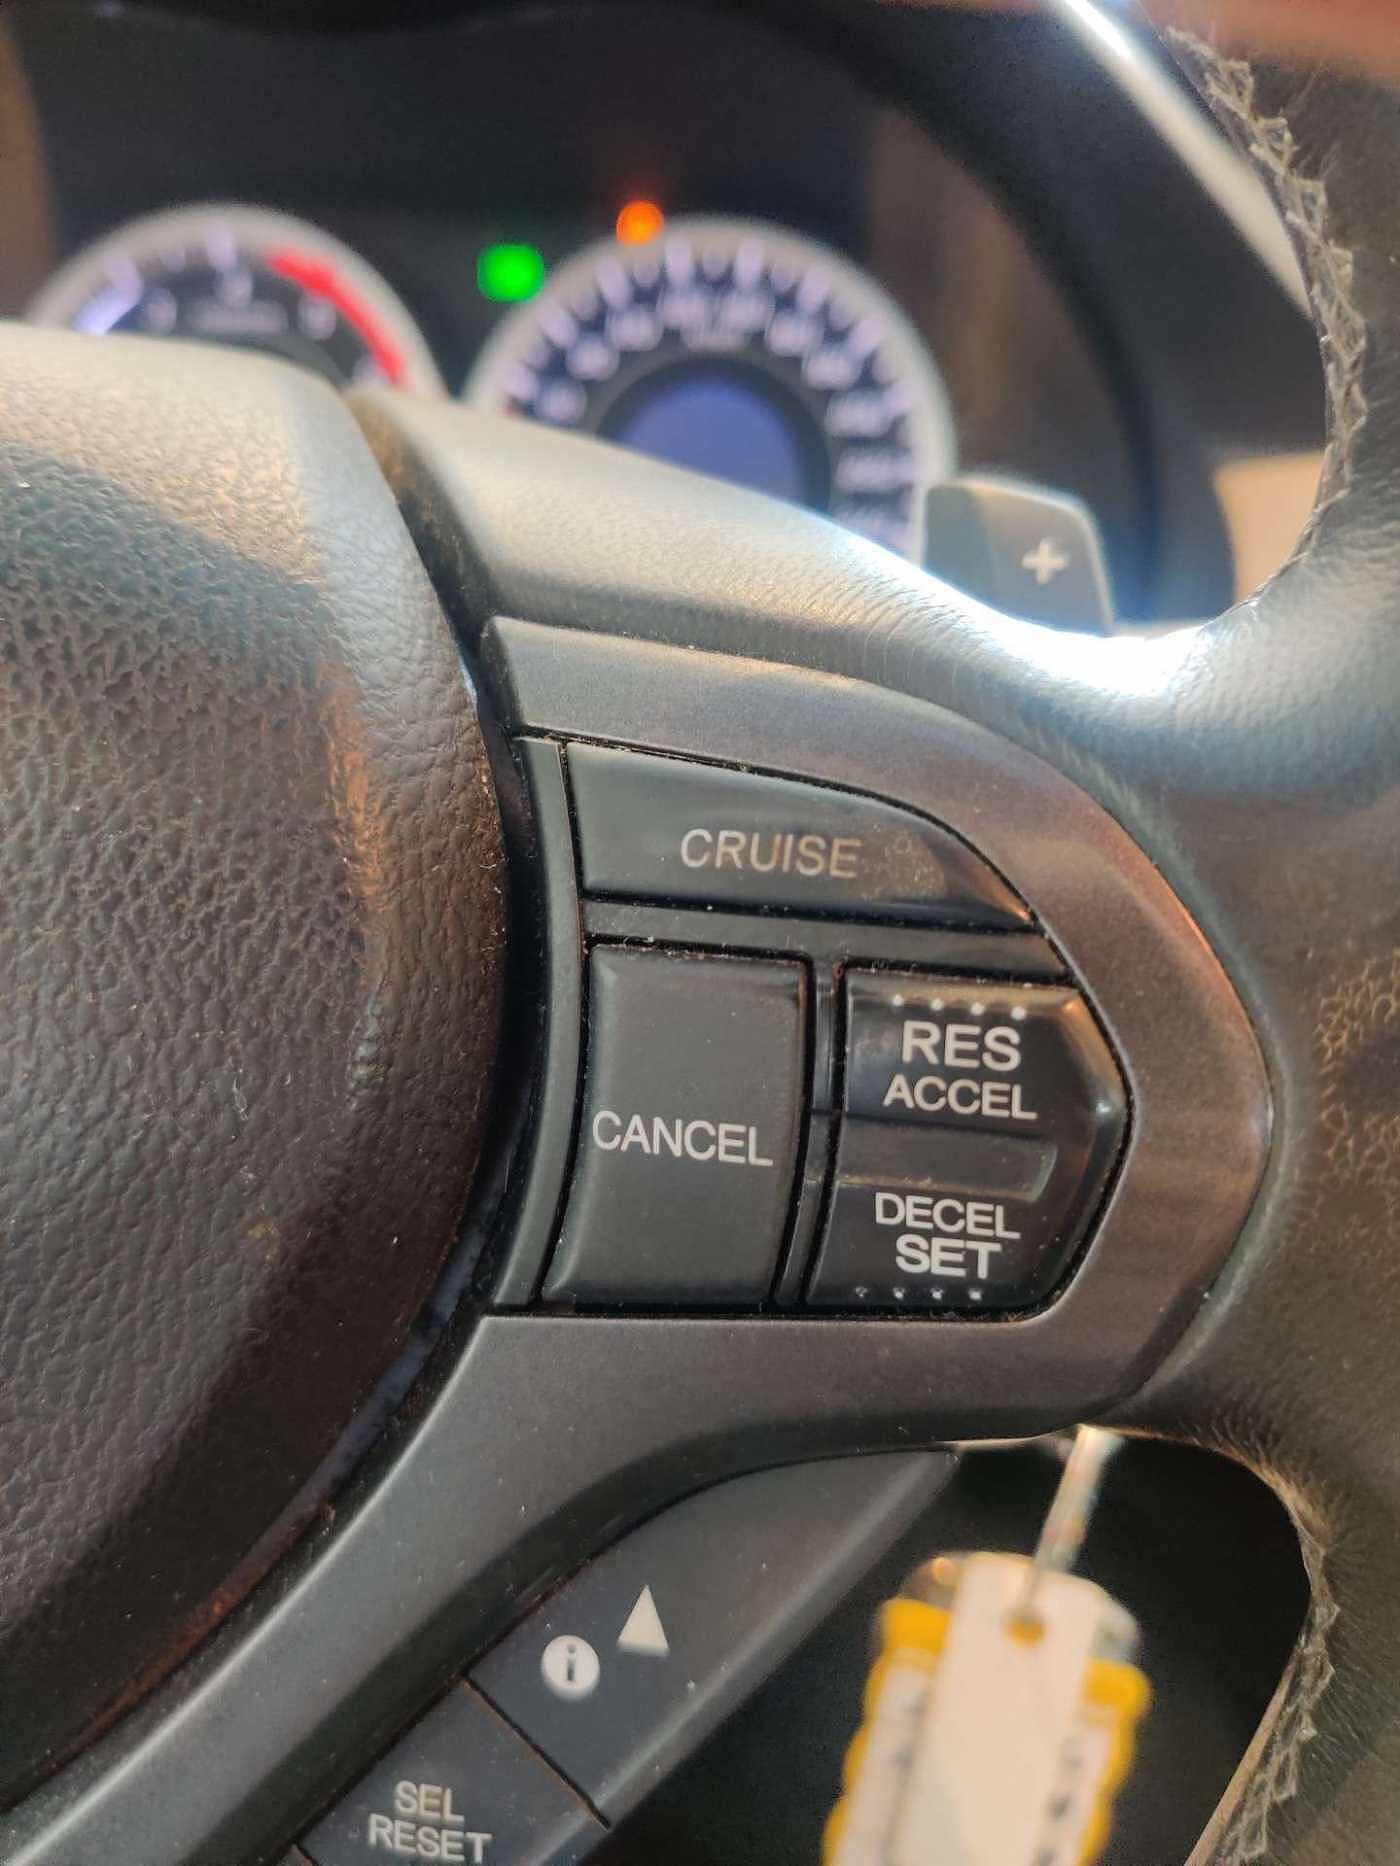 +
CRUISE
CANCEL
RES
ACCEL
DECEL
SET
i
SEL
RESET